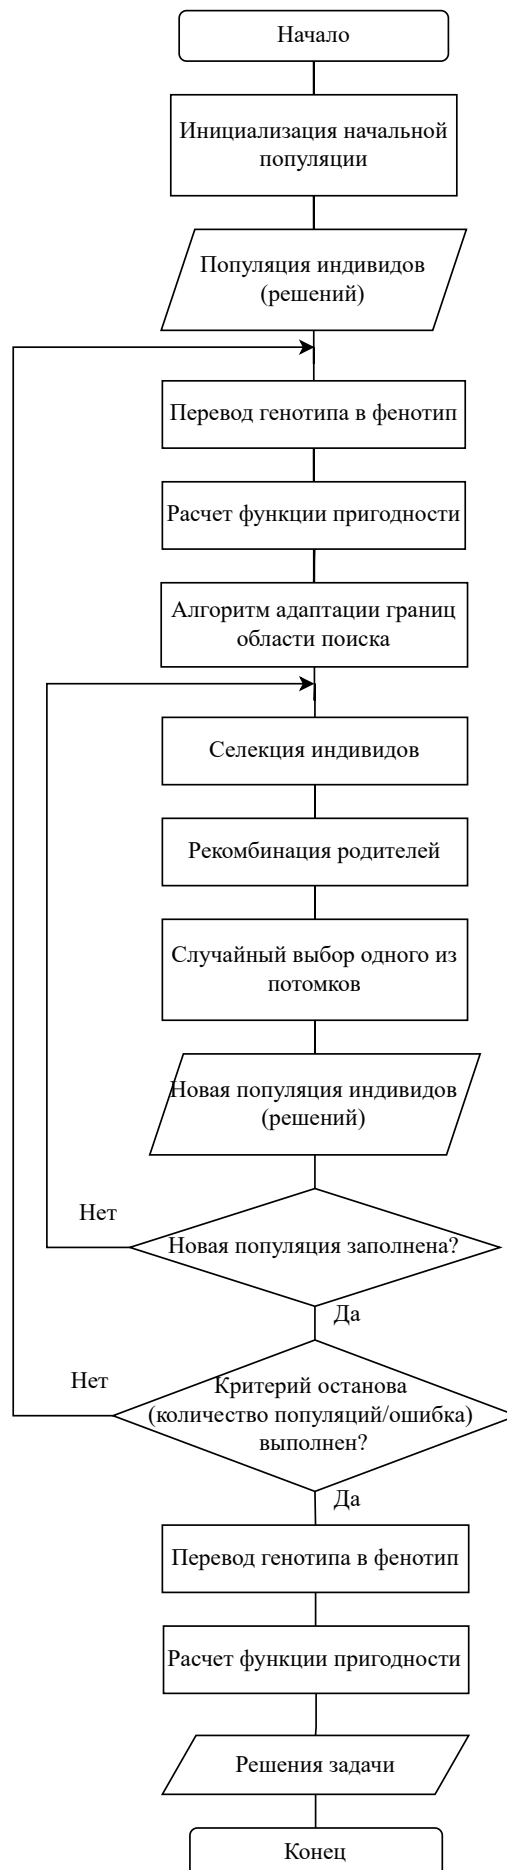 Начало
Инициализация начальной
популяции
Популяция индивидов
(решений)
Перевод генотипа в фенотип
Расчет функции пригодности
Алгоритм адаптации границ
области поиска
Селекция индивидов
Рекомбинация родителей
Случайный выбор одного из
потомков
Новая популяция индивидов
(решений)
Нет
Новая популяция заполнена?
Да
Нет
Критерий останова
(количество популяций/ошибка)
выполнен?
Да
Перевод генотипа в фенотип
Расчет функции пригодности
Решения задачи
Конец